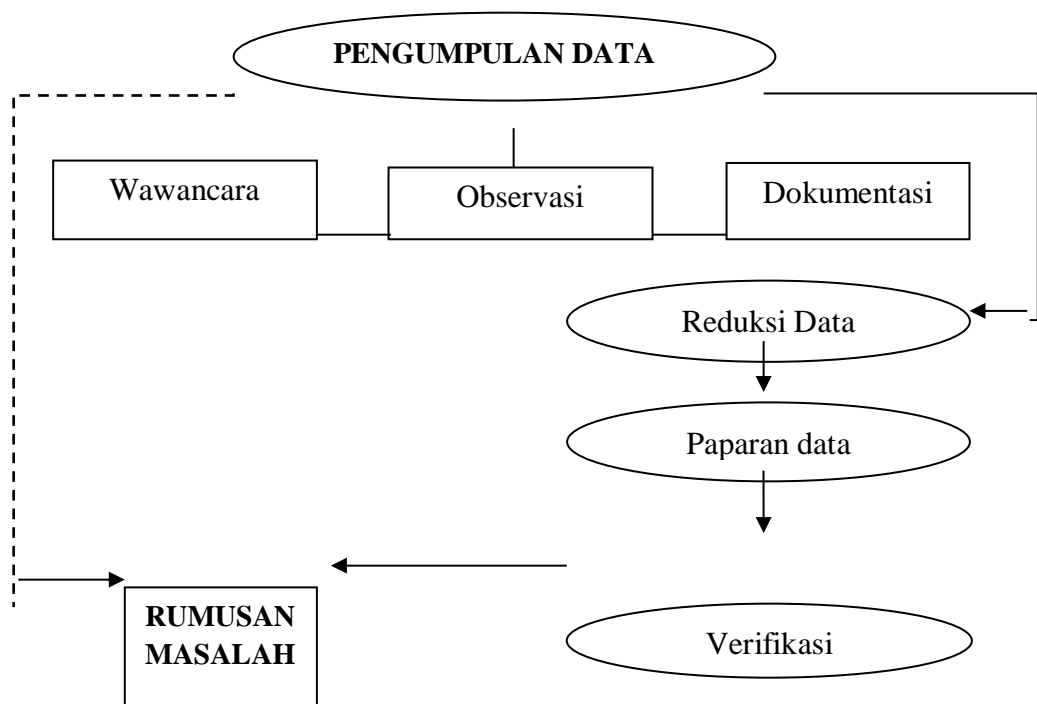 PENGUMPULAN DATA
Wawancara
Observasi
Dokumentasi
Reduksi Data
Paparan data
RUMUSAN
MASALAH
Verifikasi